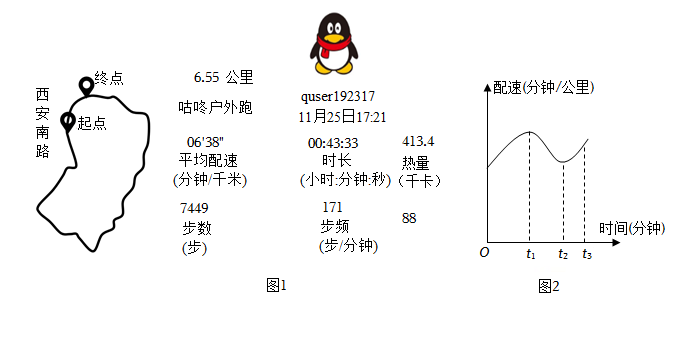 终点
西安南路
起点
6.55 公里
咕咚户外跑
quser192317
11月25日17:21
06'38"
平均配速
(分钟/千米)
00:43:33
时长
(小时:分钟:秒)
413.4
热量
(千卡)
7449
步数
(步)
171
步频
(步/分钟)
88
图1
配速(分钟/公里)
时间(分钟)
O
t₁
t₂
t₃
图2